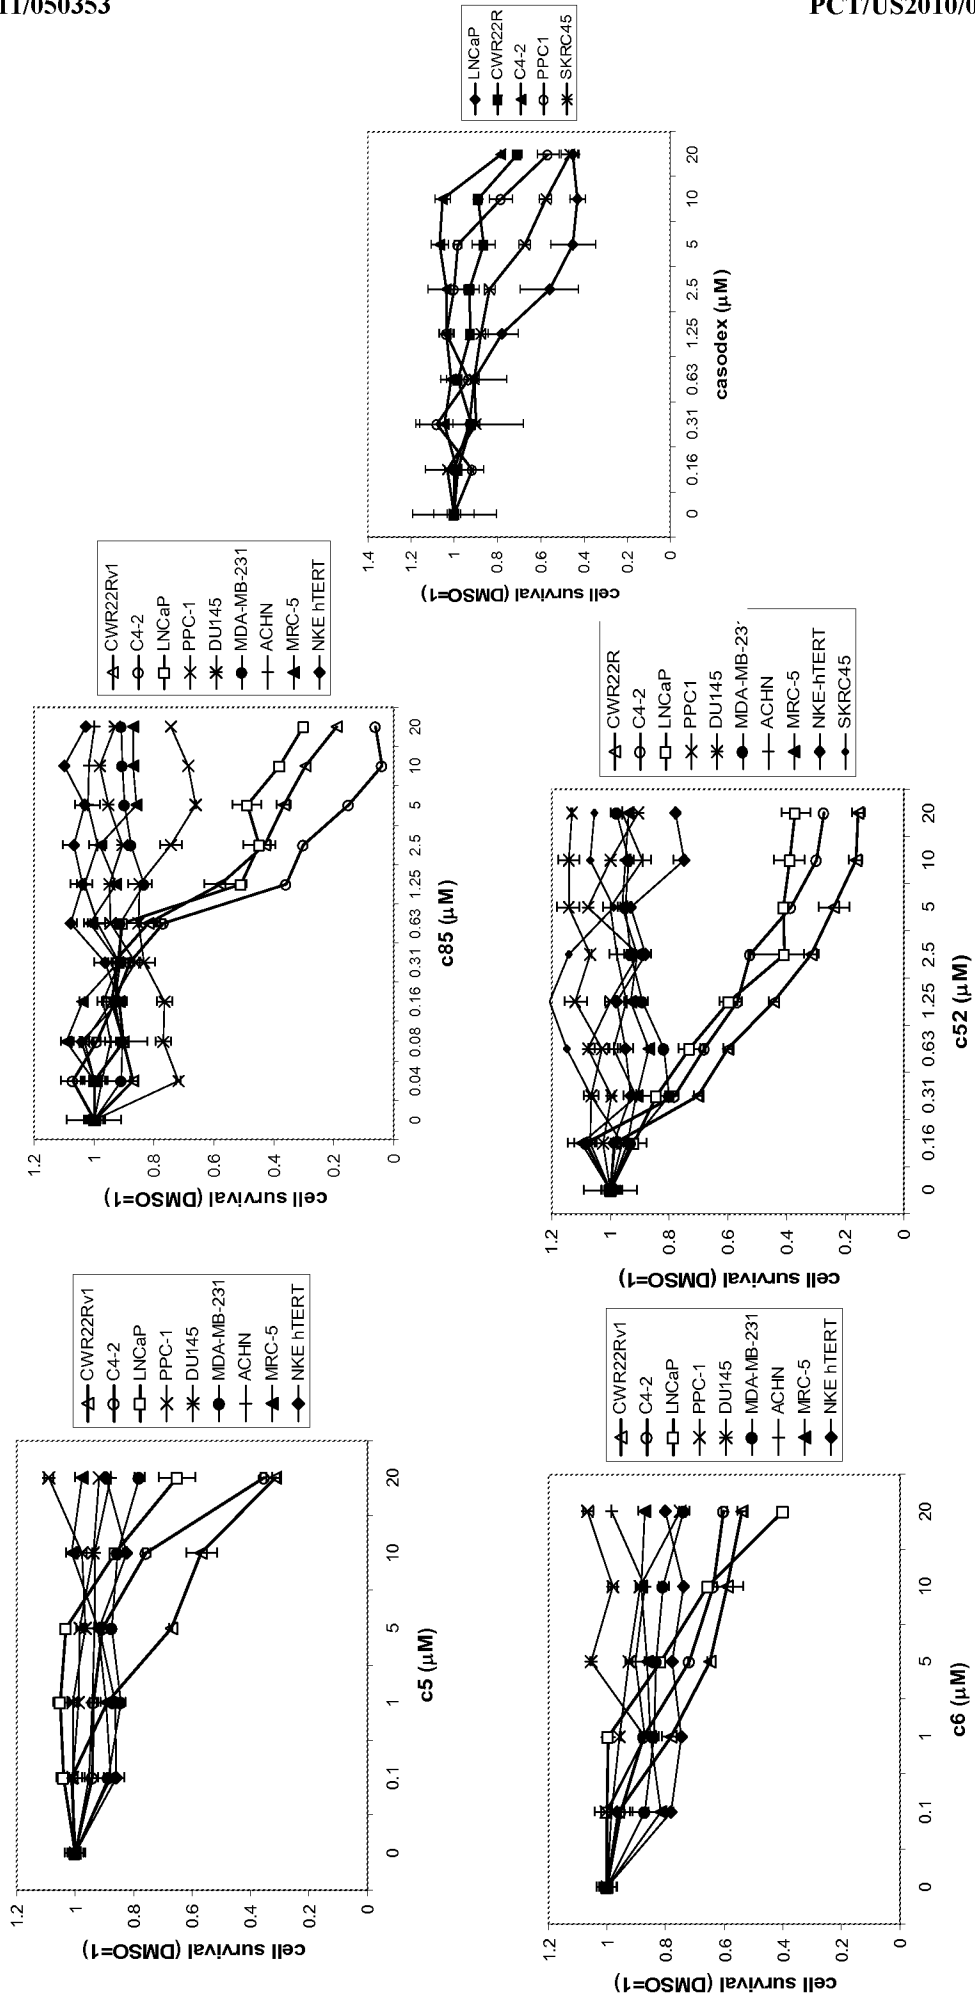 11/050353
PCT/US2010/0
cell survival (DMSO=1)
1.2
1
0.8
0.6
0.4
0.2
0
0
0.1
1
5
10
20
c5 (µM)
CWR22Rv1
C4-2
LNCaP
PPC-1
DU145
MDA-MB-231
ACHN
MRC-5
NKE hTERT
cell survival (DMSO=1)
1.2
1
0.8
0.6
0.4
0.2
0
0
0.04
0.08
0.16
0.31
0.63
1.25
2.5
5
10
20
c85 (µM)
CWR22Rv1
C4-2
LNCaP
PPC-1
DU145
MDA-MB-231
ACHN
MRC-5
NKE hTERT
cell survival (DMSO=1)
1.4
1.2
1
0.8
0.6
0.4
0.2
0
0
0.16
0.31
0.63
1.25
2.5
5
10
20
casodex (µM)
LNCaP
CWR22R
C4-2
PPC1
SKRC45
cell survival (DMSO=1)
1.2
1
0.8
0.6
0.4
0.2
0
0
0.1
1
5
10
20
c6 (µM)
CWR22Rv1
C4-2
LNCaP
PPC-1
DU145
MDA-MB-231
ACHN
MRC-5
NKE hTERT
cell survival (DMSO=1)
1.2
1
0.8
0.6
0.4
0.2
0
0
0.16
0.31
0.63
1.25
2.5
5
10
20
c52 (µM)
CWR22R
C4-2
LNCaP
PPC1
DU145
MDA-MB-23
ACHN
MRC-5
NKE-hTERT
SKRC45